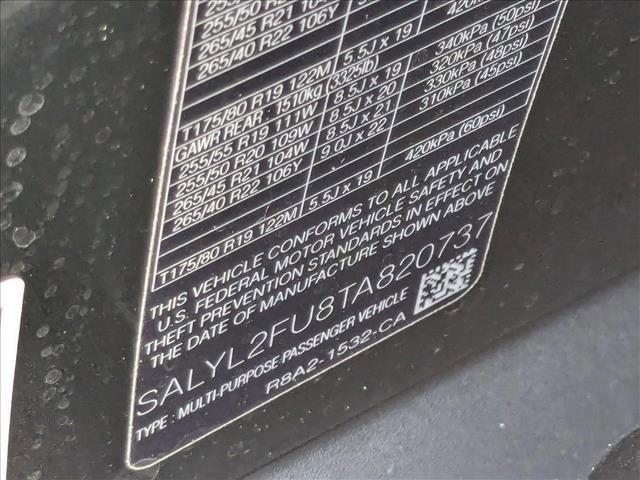 255/50 R20
265/45 R21 104
265/40 R22 106Y
T175/80 R19 122M 5.5J x 19 420kPa
GAWR REAR : 1510kg (3325lb)
255/55 R19 111W 8.5J x 19 340kPa (50psi)
255/50 R20 109W 8.5J x 20 320kPa (47psi)
265/45 R21 104W 8.5J x 21 330kPa (48psi)
265/40 R22 106Y 9.0J x 22 310kPa (45psi)
T175/80 R19 122M 5.5J x 19 420kPa (60psi)
THIS VEHICLE CONFORMS TO ALL APPLICABLE
U.S. FEDERAL MOTOR VEHICLE SAFETY AND
THEFT PREVENTION STANDARDS IN EFFECT ON
THE DATE OF MANUFACTURE SHOWN ABOVE.
SALYL2FU8TA820737
TYPE : MULTI-PURPOSE PASSENGER VEHICLE
R8A2-1532-CA